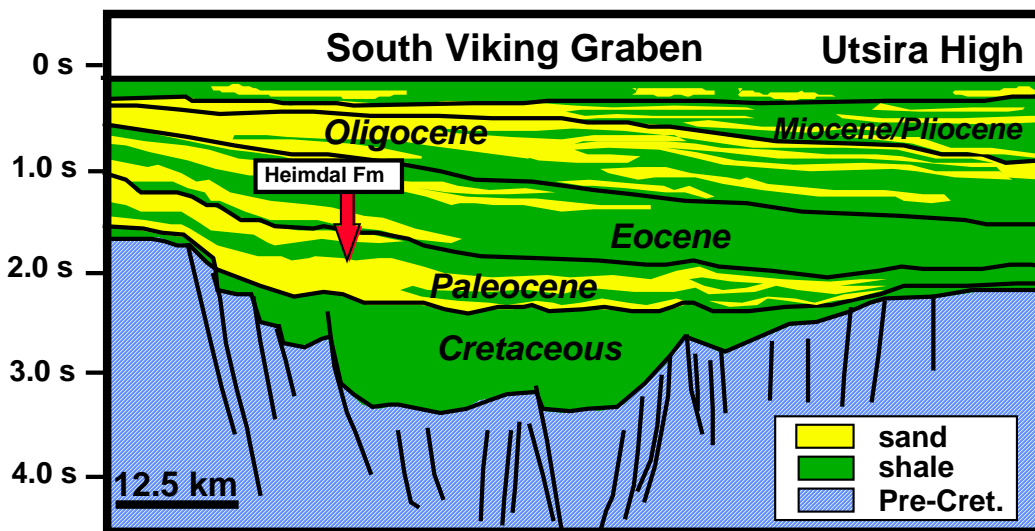 South Viking Graben Utsira High
0 s
Oligocene
Miocene/Pliocene
1.0 s
Heimdal Fm
Eocene
2.0 s
Paleocene
Cretaceous
3.0 s
sand
shale
4.0 s
12.5 km
Pre-Cret.